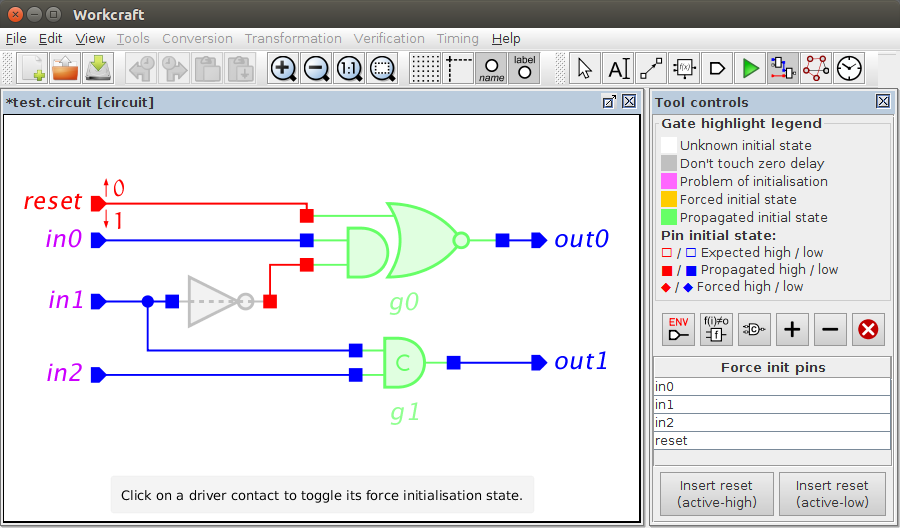 Workcraft
File Edit View Tools Conversion Transformation Verification Timing Help
1:1 name label AI f(x)
*test.circuit [circuit]
Tool controls
Gate highlight legend
Unknown initial state
Don't touch zero delay
Problem of initialisation
Forced initial state
Propagated initial state
Pin initial state:
/ Expected high / low
/ Propagated high / low
/ Forced high / low
ENV f(i)≠o f C
Force init pins
in0
in1
in2
reset
Insert reset
(active-high)
Insert reset
(active-low)
reset 0
1
in0 out0
in1 g0
C
in2 out1
g1
Click on a driver contact to toggle its force initialisation state.